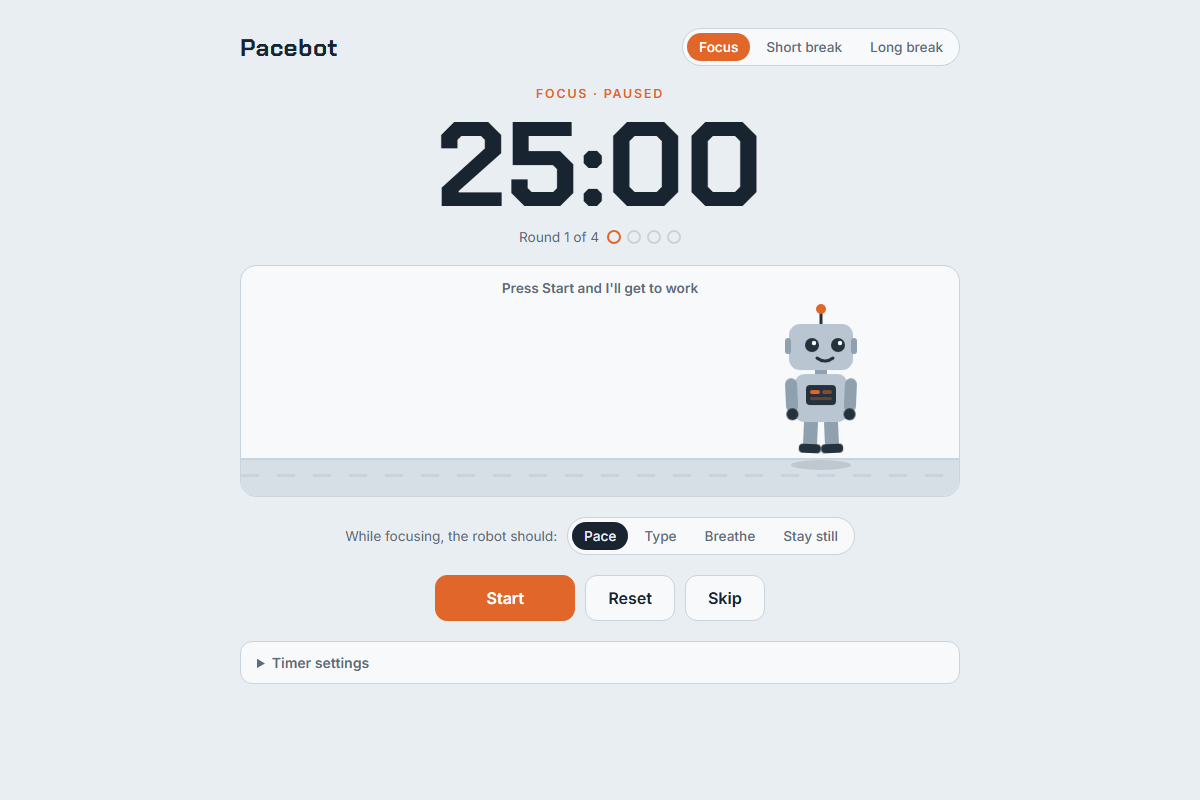 Pacebot
Focus Short break Long break
FOCUS · PAUSED
25:00
Round 1 of 4
Press Start and I'll get to work
While focusing, the robot should: Pace Type Breathe Stay still
Start Reset Skip
Timer settings